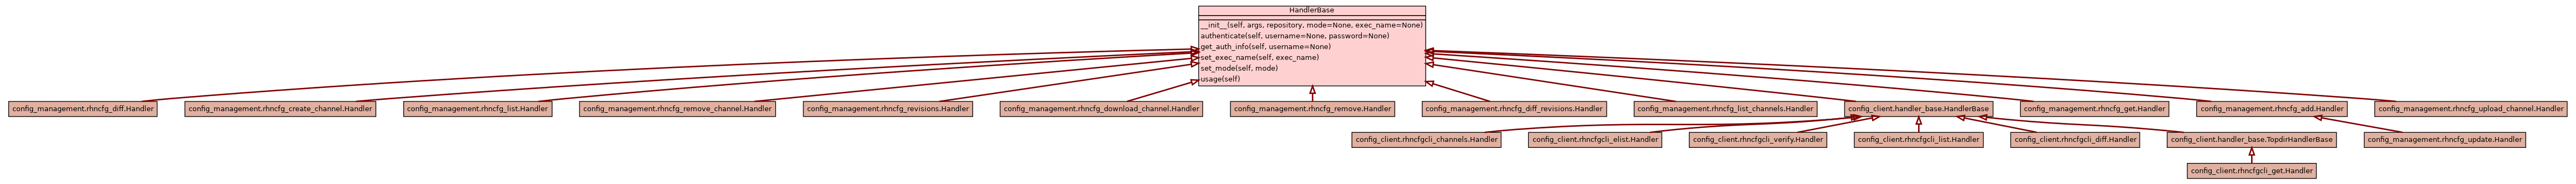 HandlerBase
__init__(self, args, repository, mode=None, exec_name=None)
authenticate(self, username=None, password=None)
get_auth_info(self, username=None)
set_exec_name(self, exec_name)
set_mode(self, mode)
usage(self)
config_management.rhncfg_diff.Handler
config_management.rhncfg_create_channel.Handler
config_management.rhncfg_list.Handler
config_management.rhncfg_remove_channel.Handler
config_management.rhncfg_revisions.Handler
config_management.rhncfg_download_channel.Handler
config_management.rhncfg_remove.Handler
config_management.rhncfg_diff_revisions.Handler
config_management.rhncfg_list_channels.Handler
config_client.handler_base.HandlerBase
config_management.rhncfg_get.Handler
config_management.rhncfg_add.Handler
config_management.rhncfg_upload_channel.Handler
config_client.rhncfgcli_channels.Handler
config_client.rhncfgcli_elist.Handler
config_client.rhncfgcli_verify.Handler
config_client.rhncfgcli_list.Handler
config_client.rhncfgcli_diff.Handler
config_client.handler_base.TopdirHandlerBase
config_management.rhncfg_update.Handler
config_client.rhncfgcli_get.Handler